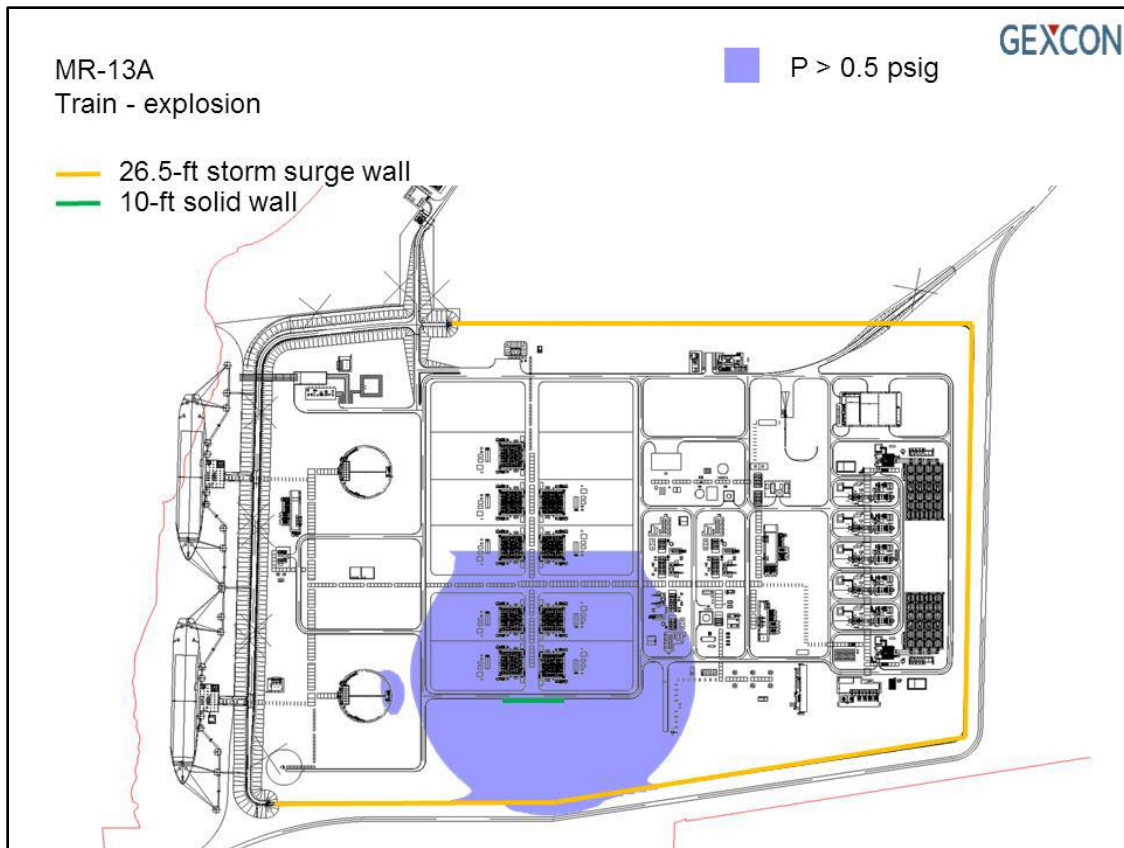 GEXCON
MR-13A
Train - explosion
P > 0.5 psig
26.5-ft storm surge wall
10-ft solid wall